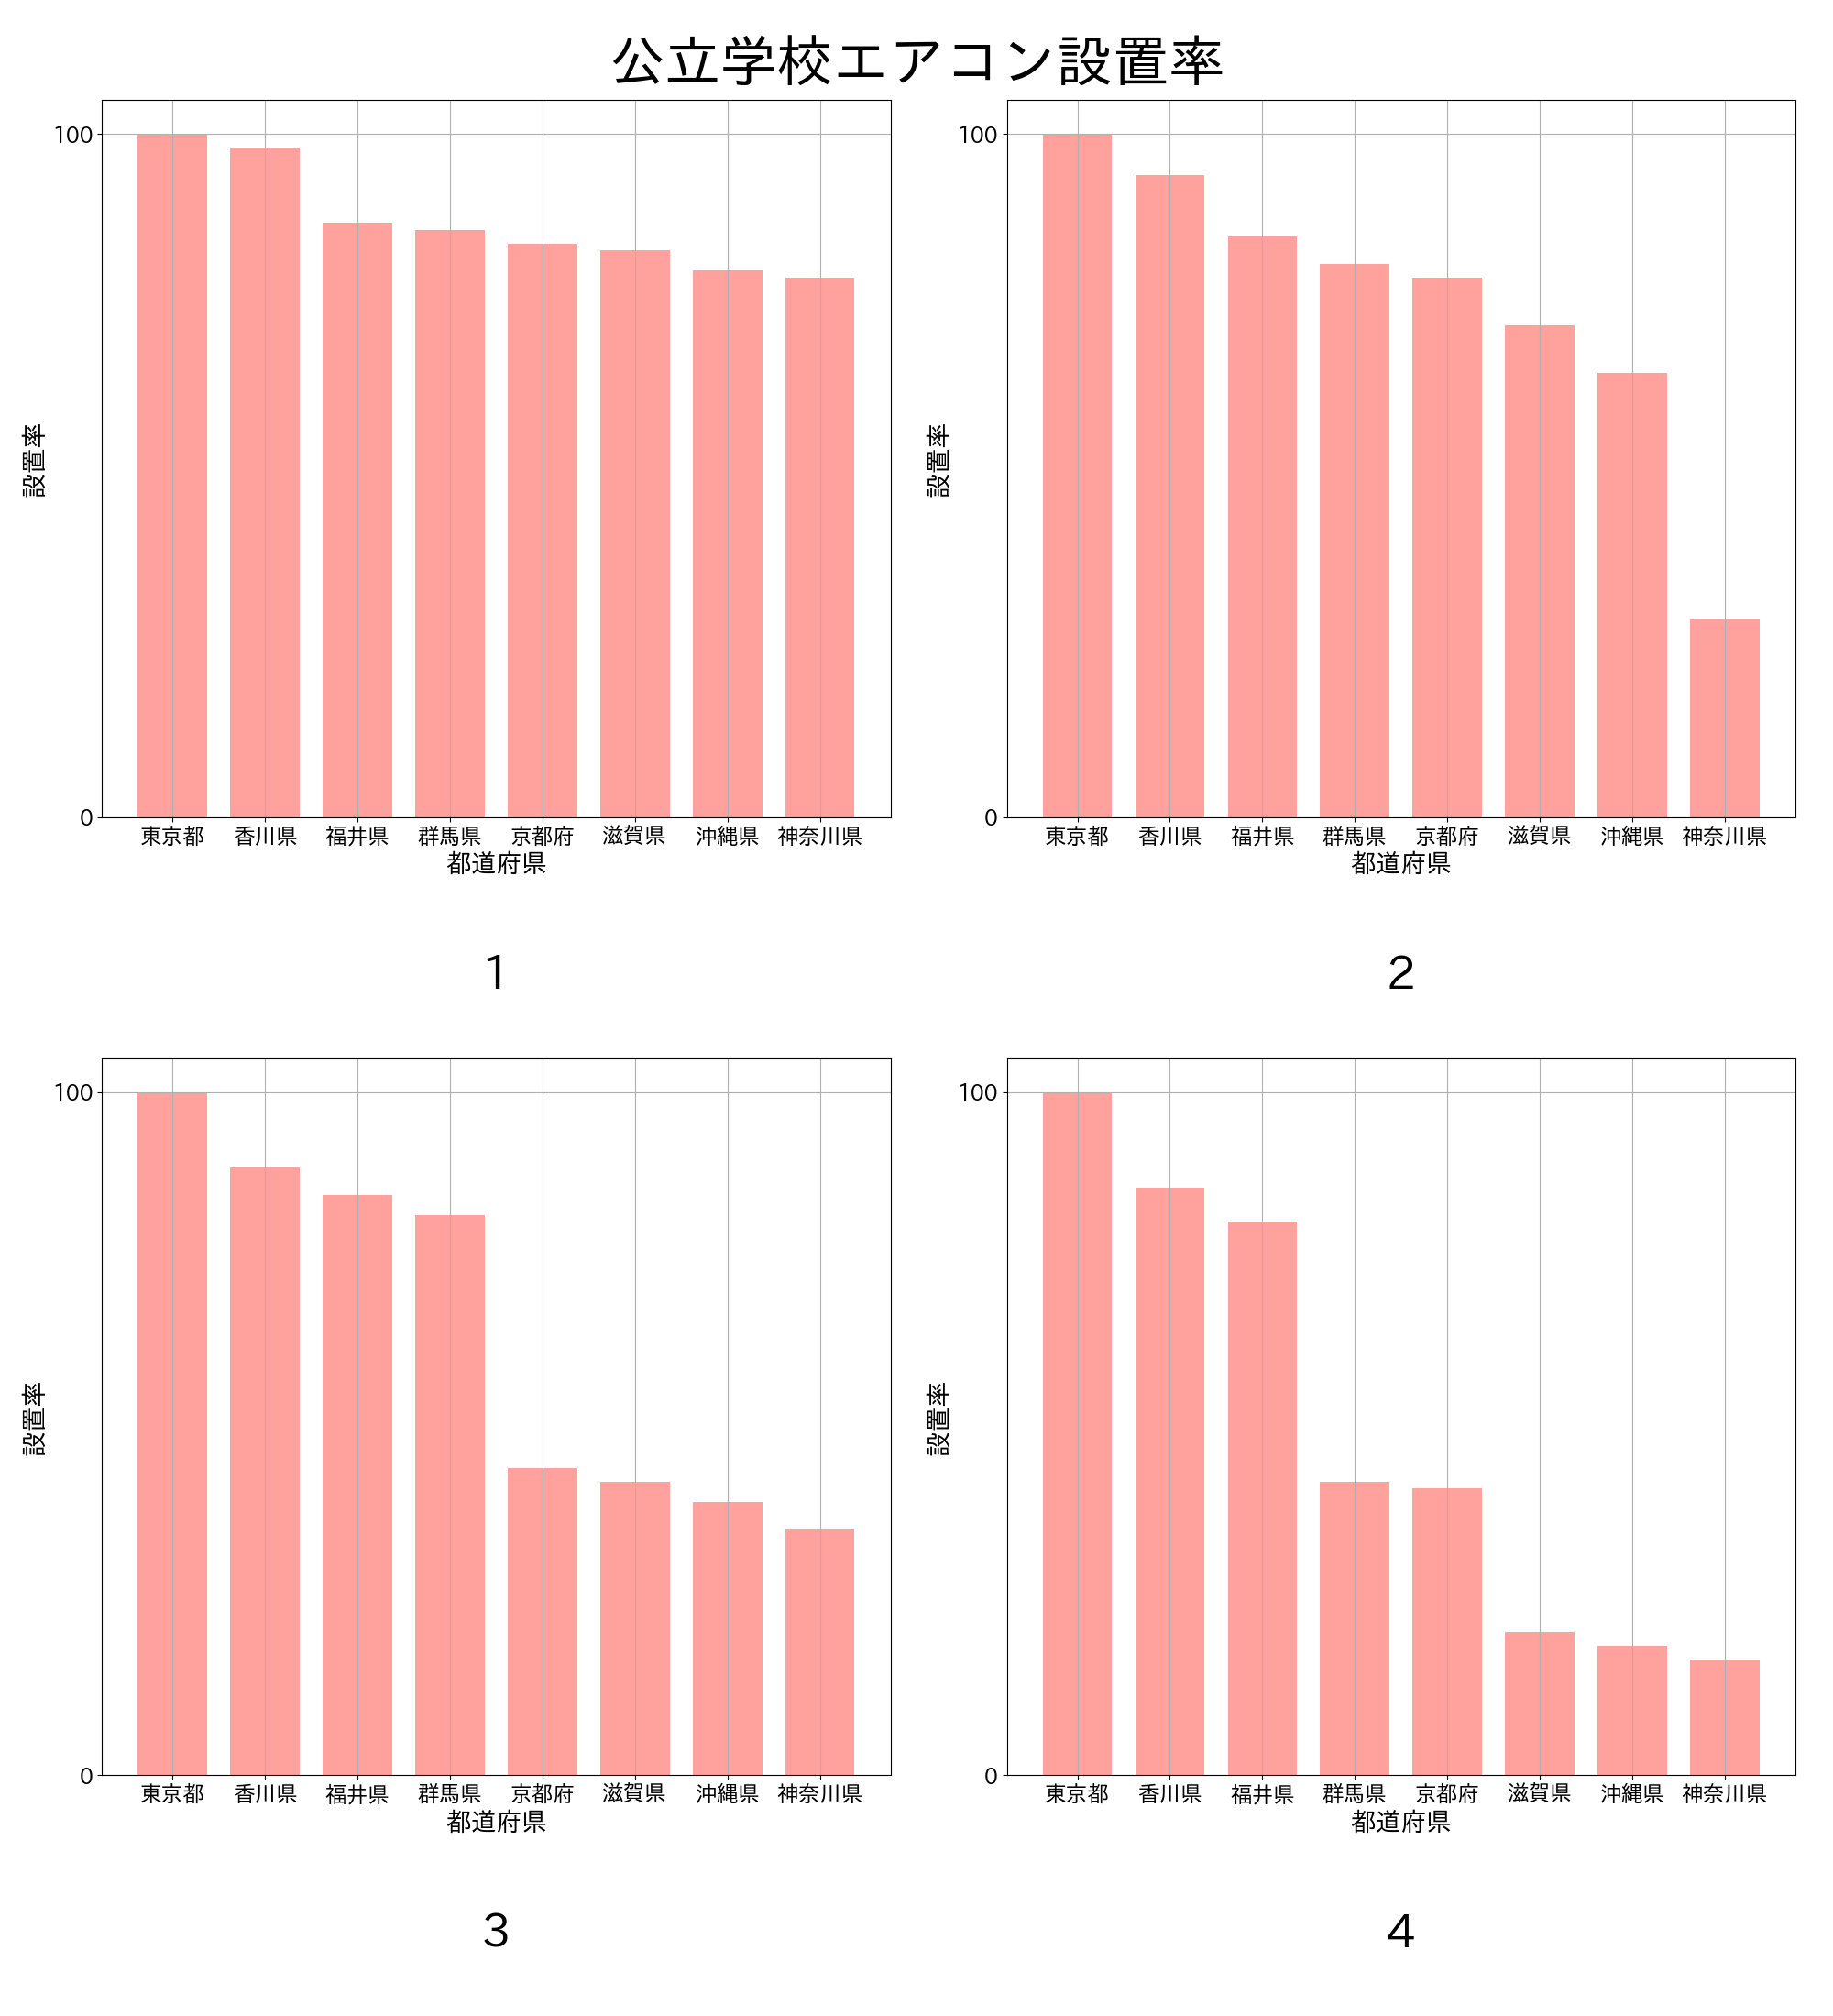 公立学校エアコン設置率
100
設置率
0
東京都 香川県 福井県 群馬県 京都府 滋賀県 沖縄県 神奈川県
都道府県
1
100
設置率
0
東京都 香川県 福井県 群馬県 京都府 滋賀県 沖縄県 神奈川県
都道府県
2
100
設置率
0
東京都 香川県 福井県 群馬県 京都府 滋賀県 沖縄県 神奈川県
都道府県
3
100
設置率
0
東京都 香川県 福井県 群馬県 京都府 滋賀県 沖縄県 神奈川県
都道府県
4